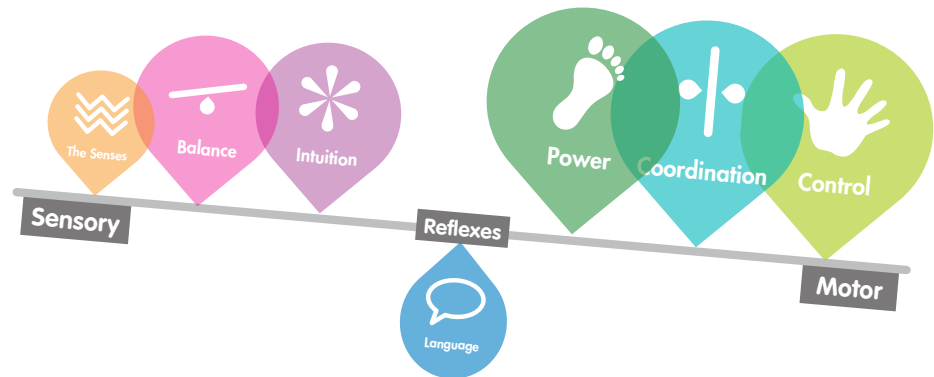 The Senses
Balance
Intuition
Power
Coordination
Control
Sensory
Reflexes
Motor
Language